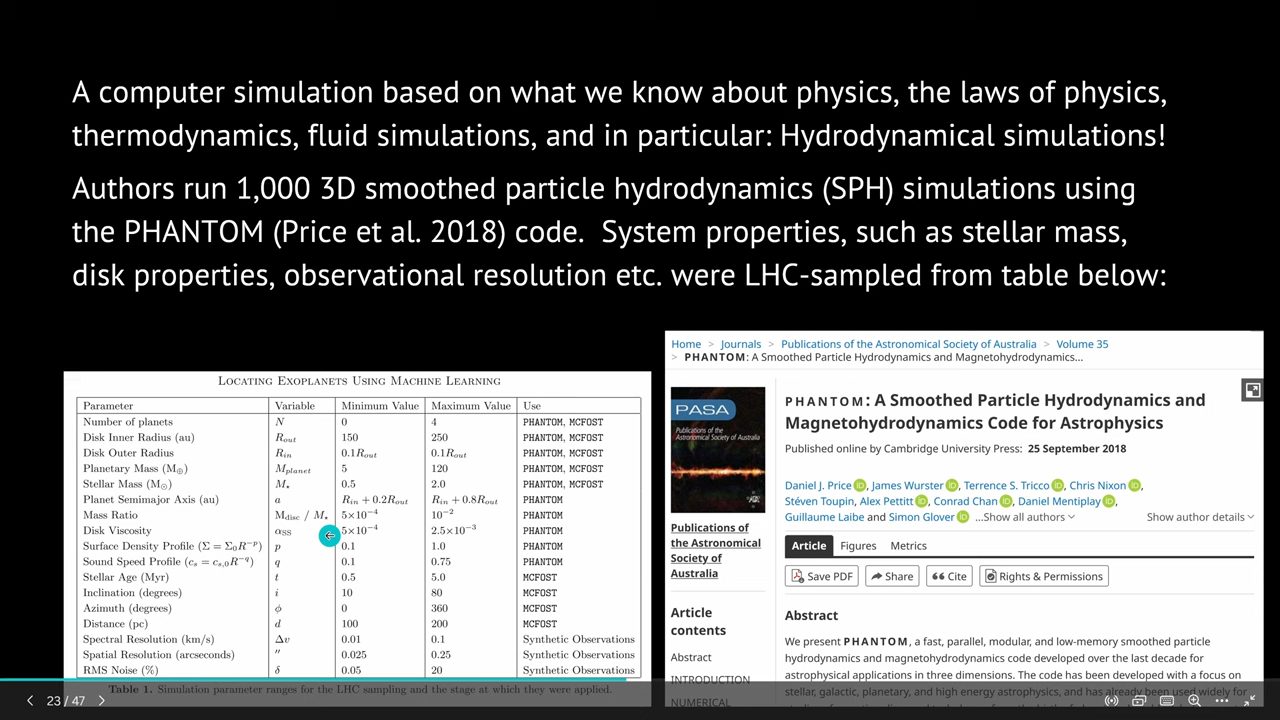 A computer simulation based on what we know about physics, the laws of physics,
thermodynamics, fluid simulations, and in particular: Hydrodynamical simulations!
Authors run 1,000 3D smoothed particle hydrodynamics (SPH) simulations using
the PHANTOM (Price et al. 2018) code. System properties, such as stellar mass,
disk properties, observational resolution etc. were LHC-sampled from table below:
LOCATING EXOPLANETS USING MACHINE LEARNING
Parameter Variable Minimum Value Maximum Value Use
Number of planets N 0 4 PHANTOM, MCFOST
Disk Inner Radius (au) R_out 150 250 PHANTOM, MCFOST
Disk Outer Radius R_in 0.1R_out 0.1R_out PHANTOM, MCFOST
Planetary Mass (M⊕) M_planet 5 120 PHANTOM, MCFOST
Stellar Mass (M⊙) M⋆ 0.5 2.0 PHANTOM, MCFOST
Planet Semimajor Axis (au) a R_in + 0.2R_out R_in + 0.8R_out PHANTOM
Mass Ratio M_disc / M⋆ 5×10⁻⁴ 10⁻² PHANTOM
Disk Viscosity α_SS 5×10⁻⁴ 2.5×10⁻³ PHANTOM
Surface Density Profile (Σ = Σ₀R⁻ᵖ) p 0.1 1.0 PHANTOM
Sound Speed Profile (c_s = c_s,0R^−q) q 0.1 0.75 PHANTOM
Stellar Age (Myr) t 0.5 5.0 MCFOST
Inclination (degrees) i 10 80 MCFOST
Azimuth (degrees) ϕ 0 360 MCFOST
Distance (pc) d 100 200 MCFOST
Spectral Resolution (km/s) Δv 0.01 0.1 Synthetic Observations
Spatial Resolution (arcseconds) ″ 0.025 0.25 Synthetic Observations
RMS Noise (%) δ 0.05 20 Synthetic Observations
Table 1. Simulation parameter ranges for the LHC sampling and the stage at which they were applied.
Home > Journals > Publications of the Astronomical Society of Australia > Volume 35
> PHANTOM: A Smoothed Particle Hydrodynamics and Magnetohydrodynamics...
PASA
Publications of the
Astronomical Society of Australia
Publications of
the Astronomical
Society of
Australia
Article
contents
Abstract
INTRODUCTION
NUMERICAL
PHANTOM: A Smoothed Particle Hydrodynamics and
Magnetohydrodynamics Code for Astrophysics
Published online by Cambridge University Press: 25 September 2018
Daniel J. Price, James Wurster, Terrence S. Tricco, Chris Nixon,
Stéven Toupin, Alex Pettitt, Conrad Chan, Daniel Mentiplay,
Guillaume Laibe and Simon Glover ...Show all authors Show author details
Article Figures Metrics
Save PDF Share Cite Rights & Permissions
Abstract
We present PHANTOM, a fast, parallel, modular, and low-memory smoothed particle
hydrodynamics and magnetohydrodynamics code developed over the last decade for
astrophysical applications in three dimensions. The code has been developed with a focus on
stellar, galactic, planetary, and high energy astrophysics, and has already been used widely for
23 / 47